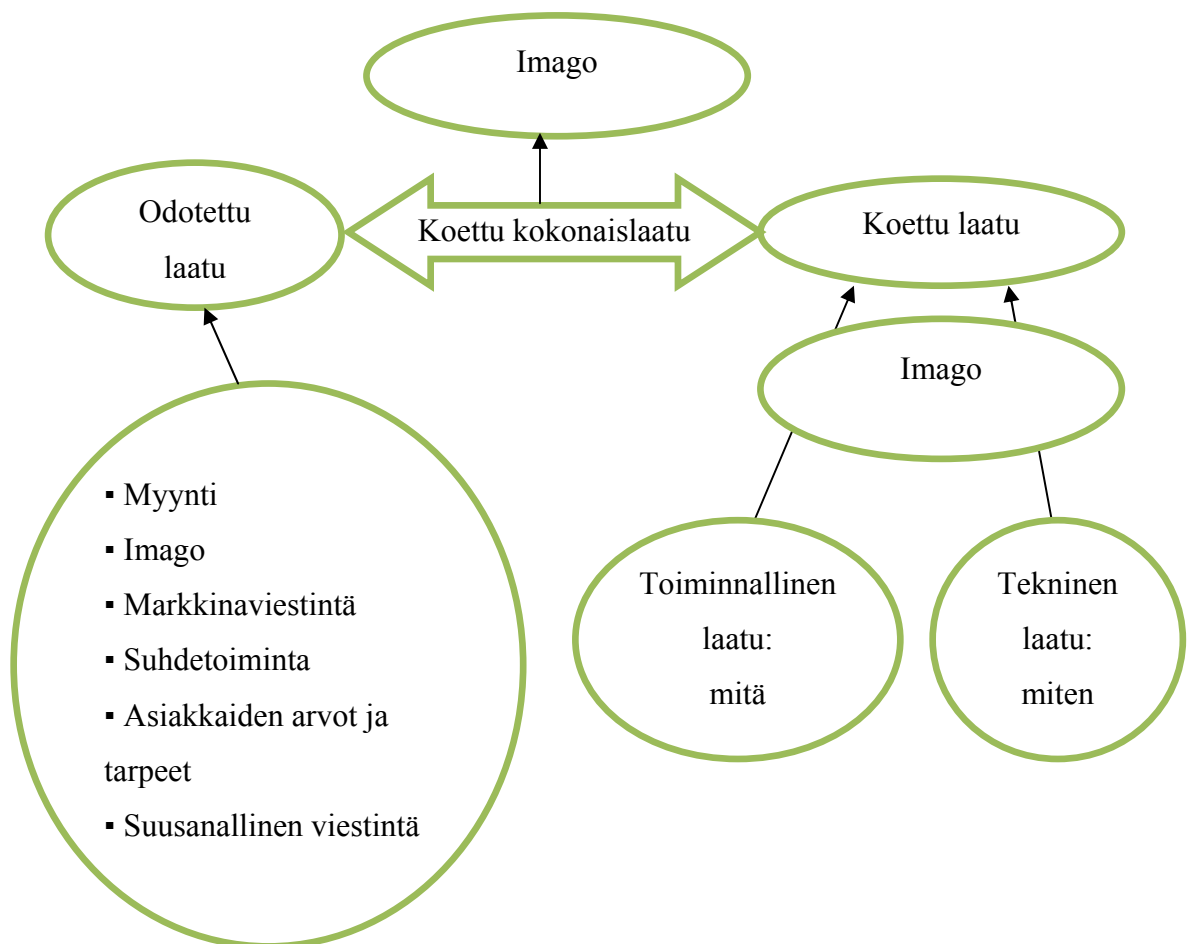 Imago
Odotettu
laatu
Koettu kokonaislaatu
Koettu laatu
Imago
▪ Myynti
▪ Imago
▪ Markkinaviestintä
▪ Suhdetoiminta
▪ Asiakkaiden arvot ja
tarpeet
▪ Suusanallinen viestintä
Toiminnallinen
laatu:
mitä
Tekninen
laatu:
miten